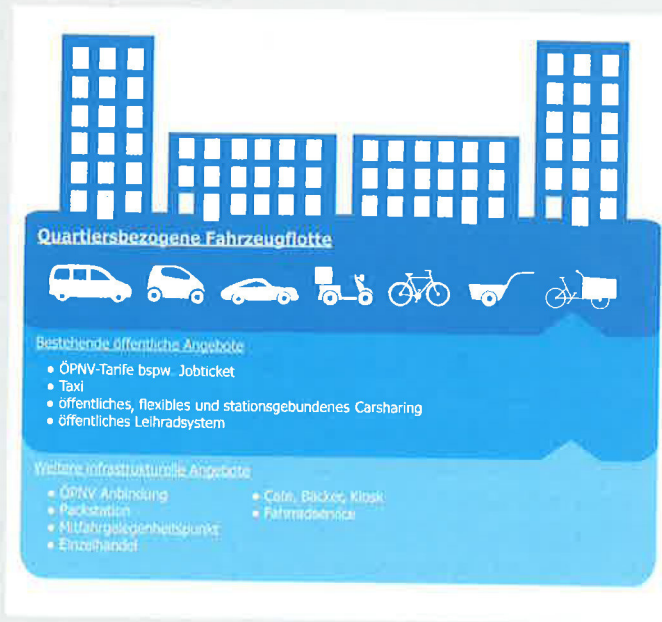 Quartiersbezogene Fahrzeugflotte
Bestehende öffentliche Angebote
• ÖPNV-Tarife bspw. Jobticket
• Taxi
• öffentliches, flexibles und stationsgebundenes Carsharing
• öffentliches Leihradsystem
Weitere infrastrukturelle Angebote
• ÖPNV Anbindung
• Packstation
• Mitfahrgelegenheitspunkt
• Einzelhandel
• Café, Bäcker, Kiosk
• Fahrradservice